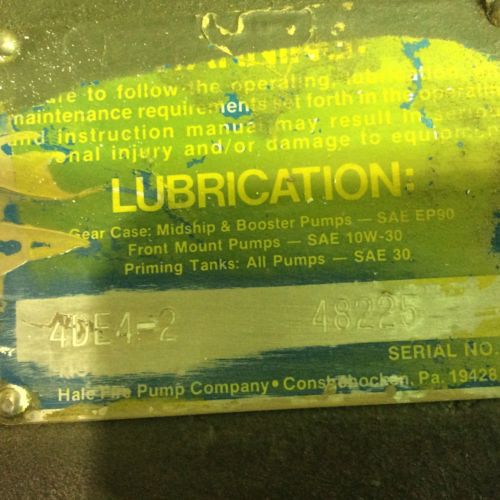 to follow the operating,
maintenance requirements set forth in the
and instruction manual may result in
injury and/or damage to
LUBRICATION:
Gear Case: Midship & Booster Pumps — SAE EP90
Front Mount Pumps — SAE 10W-30
Priming Tanks: All Pumps — SAE 30
4DE4-2 48225
SERIAL NO.
Hale Fire Pump Company • Conshohocken, Pa. 19428